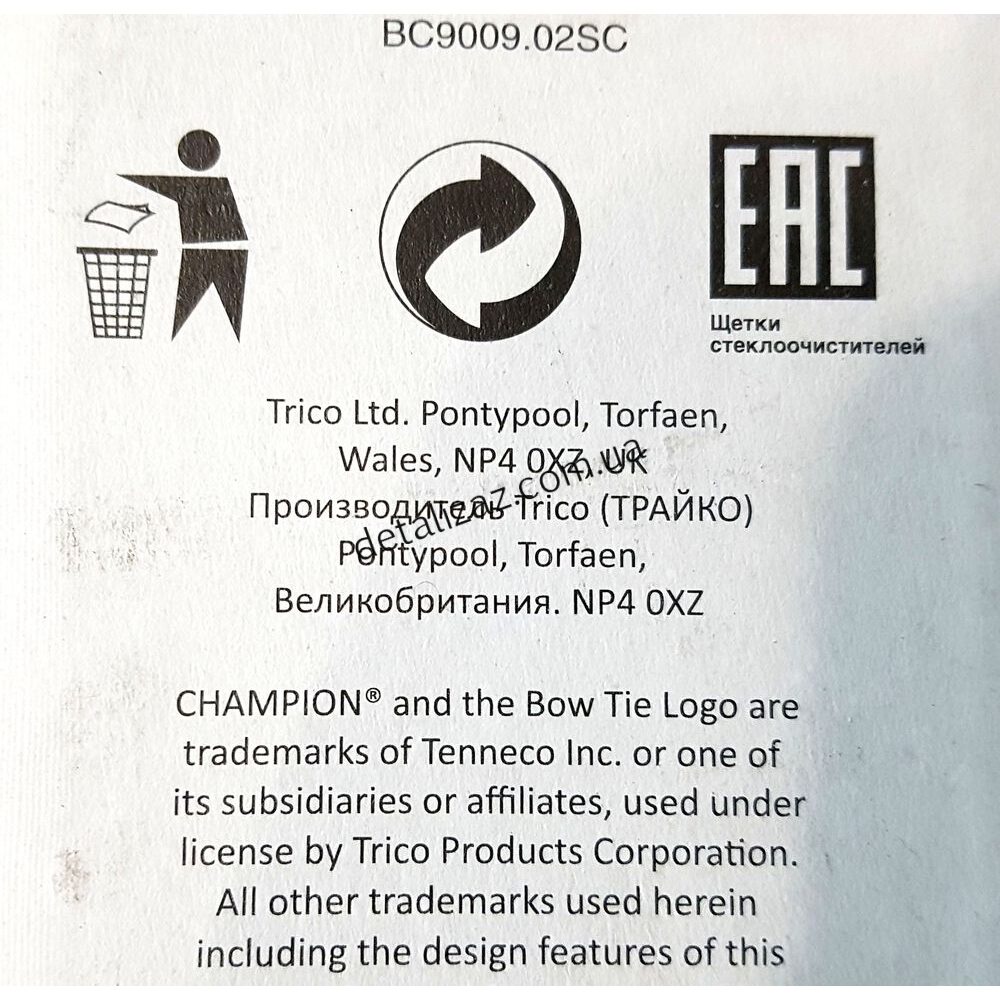 BC9009.02SC
EAC
Щетки
стеклоочистителей
Trico Ltd. Pontypool, Torfaen,
Wales, NP4 0XZ, UK
Производитель Trico (ТРАЙКО)
Pontypool, Torfaen,
Великобритания. NP4 0XZ
detalizaz.com.ua
CHAMPION® and the Bow Tie Logo are
trademarks of Tenneco Inc. or one of
its subsidiaries or affiliates, used under
license by Trico Products Corporation.
All other trademarks used herein
including the design features of this